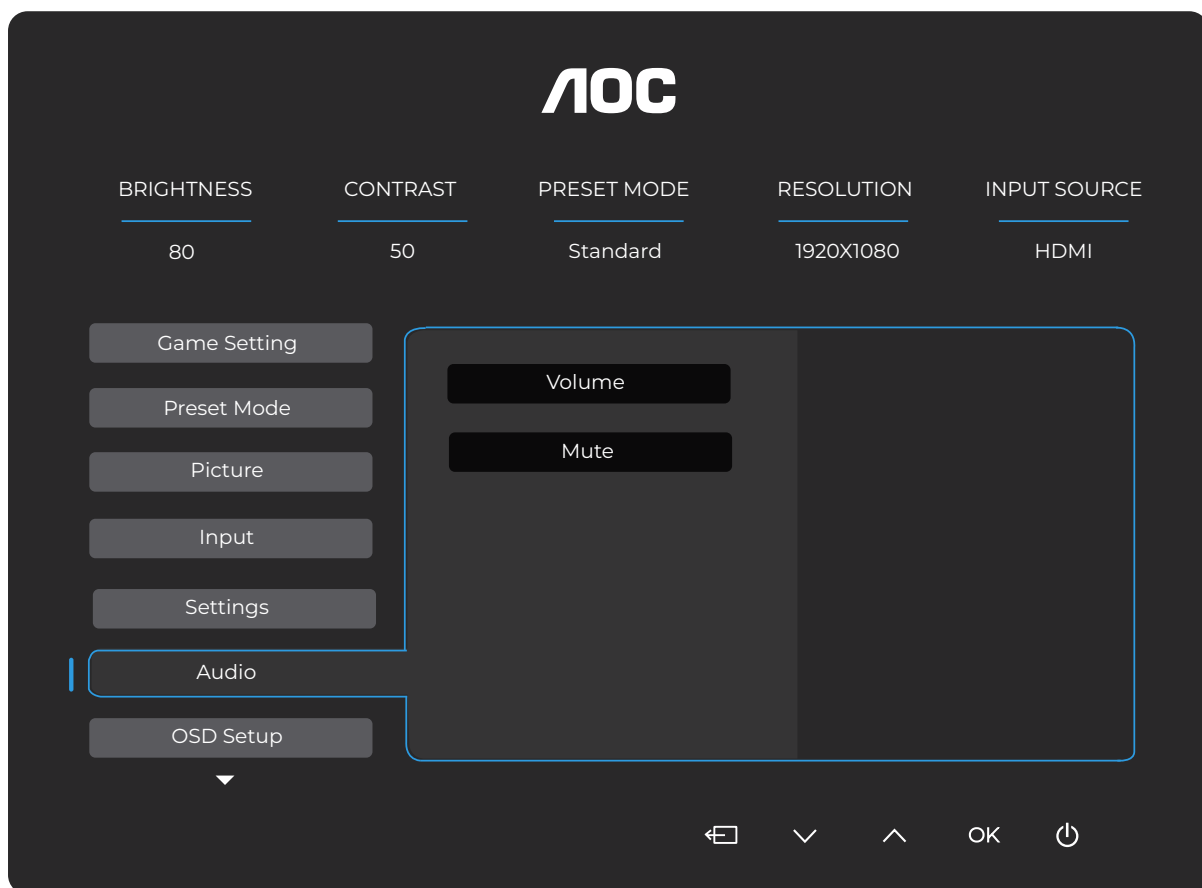 AOC
BRIGHTNESS CONTRAST PRESET MODE RESOLUTION INPUT SOURCE
80 50 Standard 1920X1080 HDMI
Game Setting
Volume
Preset Mode
Mute
Picture
Input
Settings
Audio
OSD Setup
OK